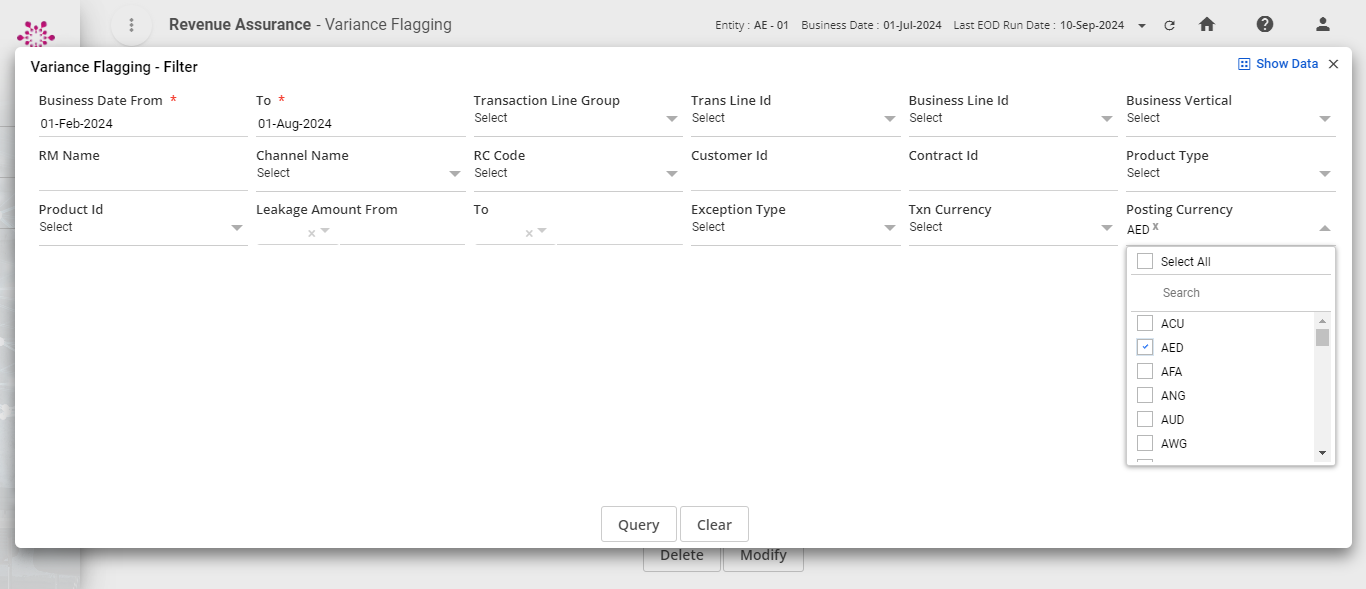 Revenue Assurance - Variance Flagging
Entity : AE - 01 Business Date : 01-Jul-2024 Last EOD Run Date : 10-Sep-2024
Variance Flagging - Filter
Show Data
Business Date From * To * Transaction Line Group Trans Line Id Business Line Id Business Vertical
01-Feb-2024 01-Aug-2024 Select Select Select Select
RM Name Channel Name RC Code Customer Id Contract Id Product Type
Select Select Select
Product Id Leakage Amount From To Exception Type Txn Currency Posting Currency
Select Select Select AED x
Select All
Search
ACU
AED
AFA
ANG
AUD
AWG
Query Clear
Delete Modify